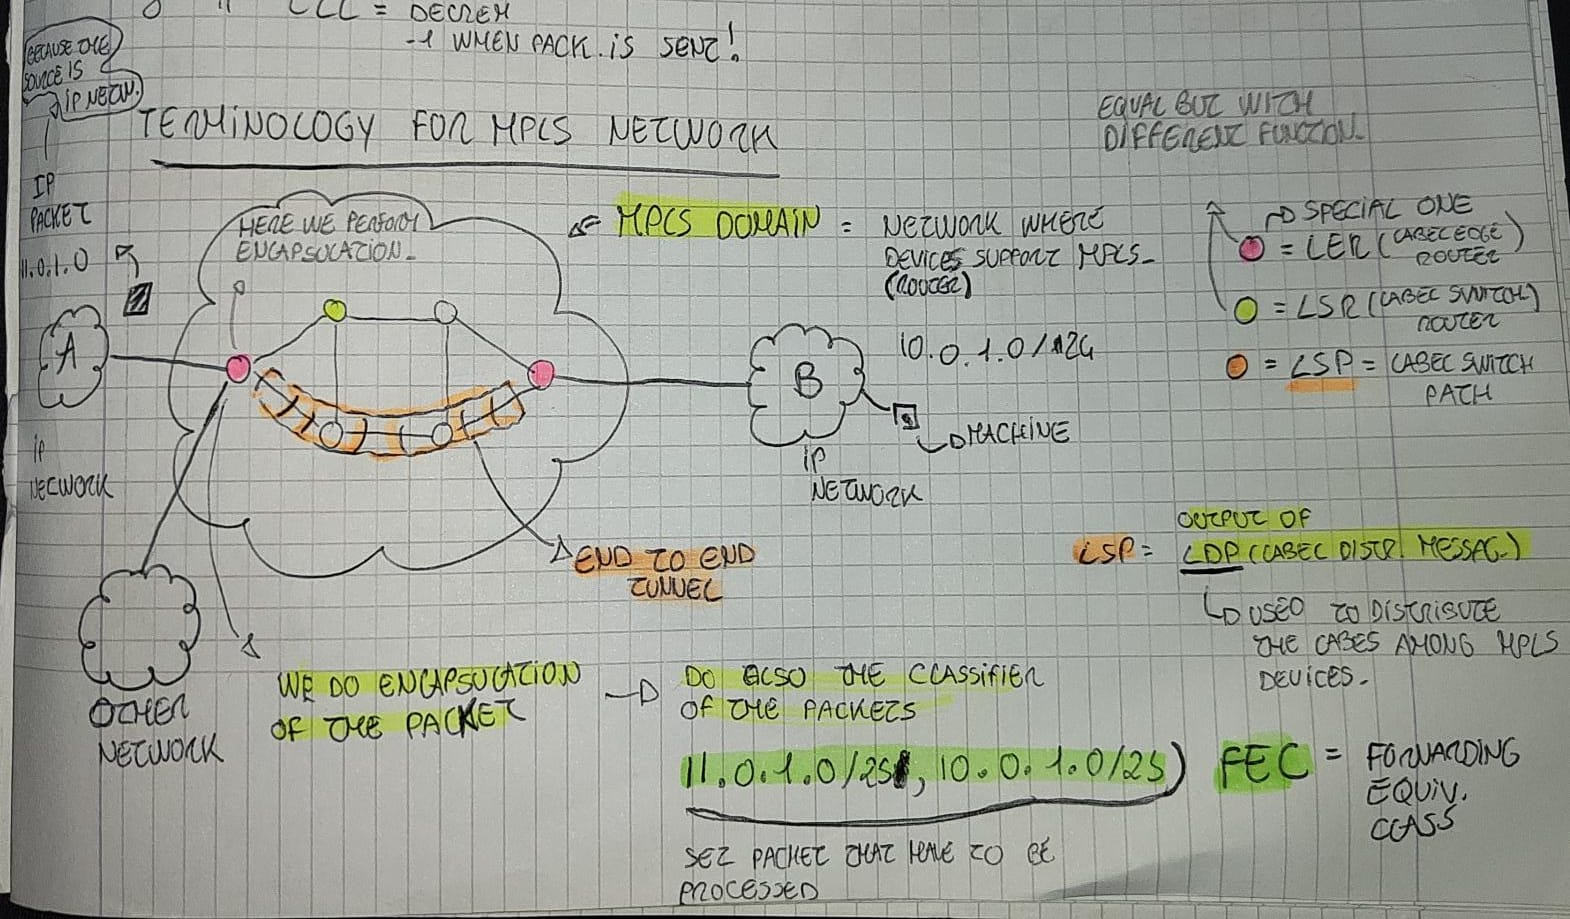 = DECREM
-1 WHEN PACK. IS SENT!
BECAUSE THE
SOURCE IS
IP NETW.
TERMINOLOGY FOR MPLS NETWORK
EQUAL BUT WITH
DIFFERENT FUNCTION.
IP
PACKET
11.0.1.0
HERE WE PERFORM
ENCAPSULATION.
MPLS DOMAIN = NETWORK WHERE
DEVICES SUPPORT MPLS.
(ROUTER)
SPECIAL ONE
= LER (LABEL EDGE
ROUTER)
= LSR (LABEL SWITCH)
ROUTER
= LSP = LABEL SWITCH
PATH
A
B
10.0.1.0/24
MACHINE
IP
NETWORK
IP
NETWORK
END TO END
TUNNEL
OUTPUT OF
LSP = LDP (LABEL DISTR. MESSAG.)
USED TO DISTRIBUTE
THE LABES AMONG MPLS
DEVICES.
OTHER
NETWORK
WE DO ENCAPSULATION
OF THE PACKET
DO ALSO THE CLASSIFIER
OF THE PACKETS
11.0.1.0/25, 10.0.1.0/25) FEC = FORWARDING
EQUIV.
CLASS
SET PACKET THAT HAVE TO BE
PROCESSED